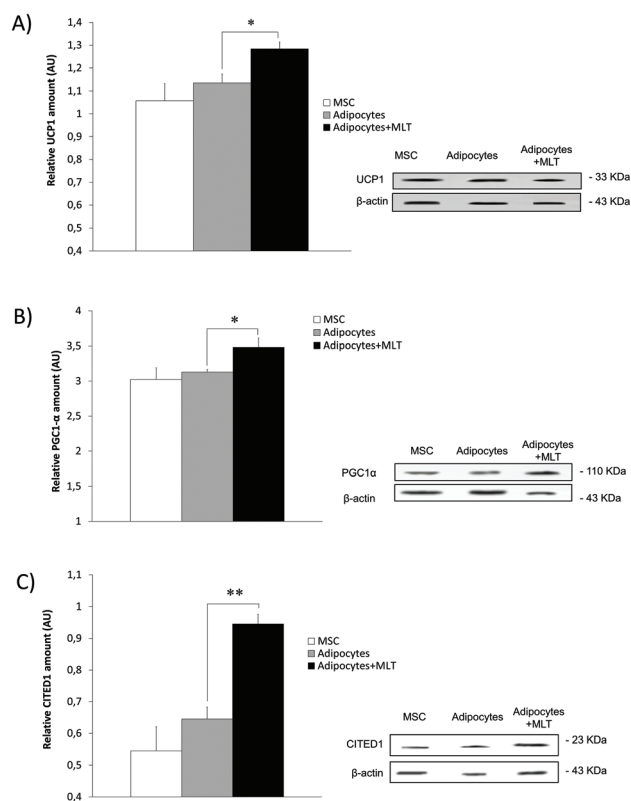 A)
Relative UCP1 amount (AU)
1,4
1,3
1,2
1,1
1
0,9
0,8
0,7
0,6
0,5
0,4
*
MSC
Adipocytes
Adipocytes+MLT
MSC Adipocytes Adipocytes
+MLT
UCP1 - 33 KDa
β-actin - 43 KDa
B)
Relative PGC1-α amount (AU)
4
3,5
3
2,5
2
1,5
1
*
MSC
Adipocytes
Adipocytes+MLT
MSC Adipocytes Adipocytes
+MLT
PGC1α - 110 KDa
β-actin - 43 KDa
C)
Relative CITED1 amount (AU)
1,1
1
0,9
0,8
0,7
0,6
0,5
0,4
**
MSC
Adipocytes
Adipocytes+MLT
MSC Adipocytes Adipocytes
+MLT
CITED1 - 23 KDa
β-actin - 43 KDa